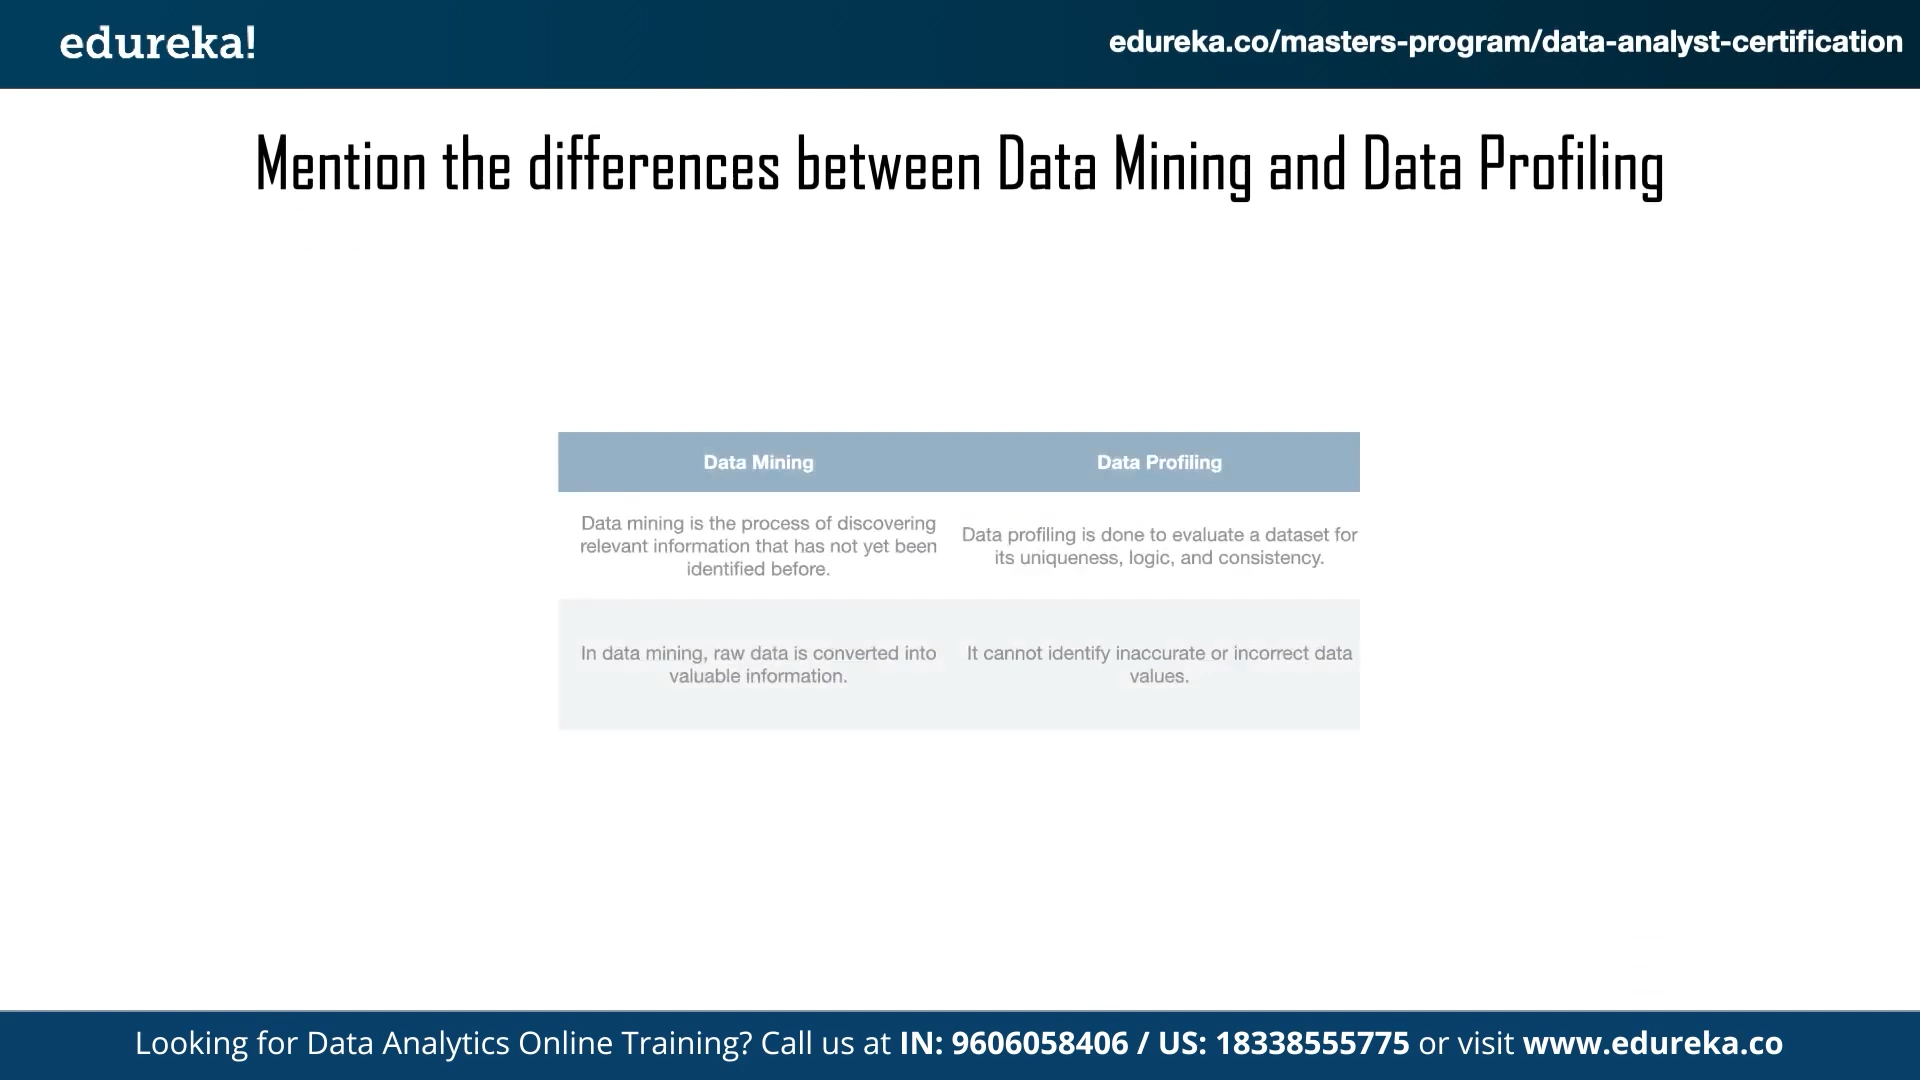 edureka!
edureka.co/masters-program/data-analyst-certification
Mention the differences between Data Mining and Data Profiling
Data Mining
Data Profiling
Data mining is the process of discovering
relevant information that has not yet been
identified before.
Data profiling is done to evaluate a dataset for
its uniqueness, logic, and consistency.
In data mining, raw data is converted into
valuable information.
It cannot identify inaccurate or incorrect data
values.
Looking for Data Analytics Online Training? Call us at IN: 9606058406 / US: 18338555775 or visit www.edureka.co